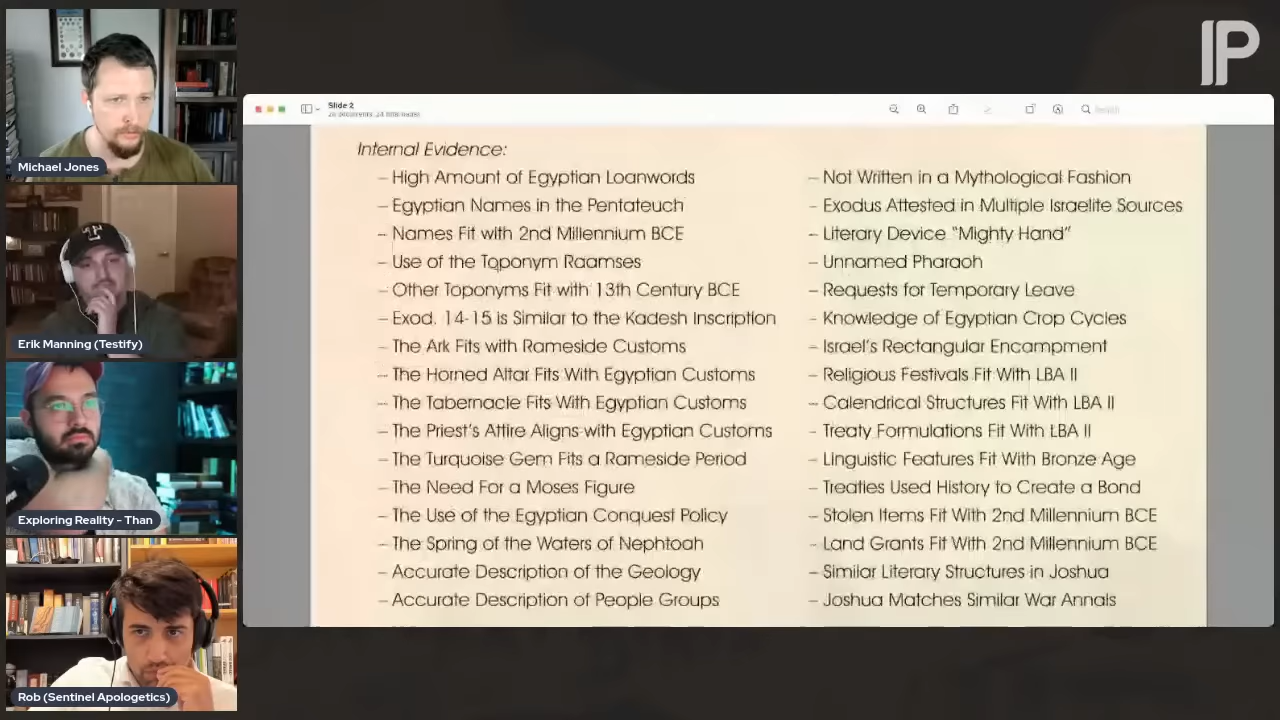 IP
Michael Jones
Erik Manning (Testify)
Exploring Reality - Than
Rob (Sentinel Apologetics)
Slide 2
Internal Evidence:
– High Amount of Egyptian Loanwords
– Egyptian Names in the Pentateuch
– Names Fit with 2nd Millennium BCE
– Use of the Toponym Raamses
– Other Toponyms Fit with 13th Century BCE
– Exod. 14-15 is Similar to the Kadesh Inscription
– The Ark Fits with Rameside Customs
– The Horned Altar Fits With Egyptian Customs
– The Tabernacle Fits With Egyptian Customs
– The Priest's Attire Aligns with Egyptian Customs
– The Turquoise Gem Fits a Rameside Period
– The Need For a Moses Figure
– The Use of the Egyptian Conquest Policy
– The Spring of the Waters of Nephtoah
– Accurate Description of the Geology
– Accurate Description of People Groups
– Not Written in a Mythological Fashion
– Exodus Attested in Multiple Israelite Sources
– Literary Device “Mighty Hand”
– Unnamed Pharaoh
– Requests for Temporary Leave
– Knowledge of Egyptian Crop Cycles
– Israel's Rectangular Encampment
– Religious Festivals Fit With LBA II
– Calendrical Structures Fit With LBA II
– Treaty Formulations Fit With LBA II
– Linguistic Features Fit With Bronze Age
– Treaties Used History to Create a Bond
– Stolen Items Fit With 2nd Millennium BCE
– Land Grants Fit With 2nd Millennium BCE
– Similar Literary Structures in Joshua
– Joshua Matches Similar War Annals